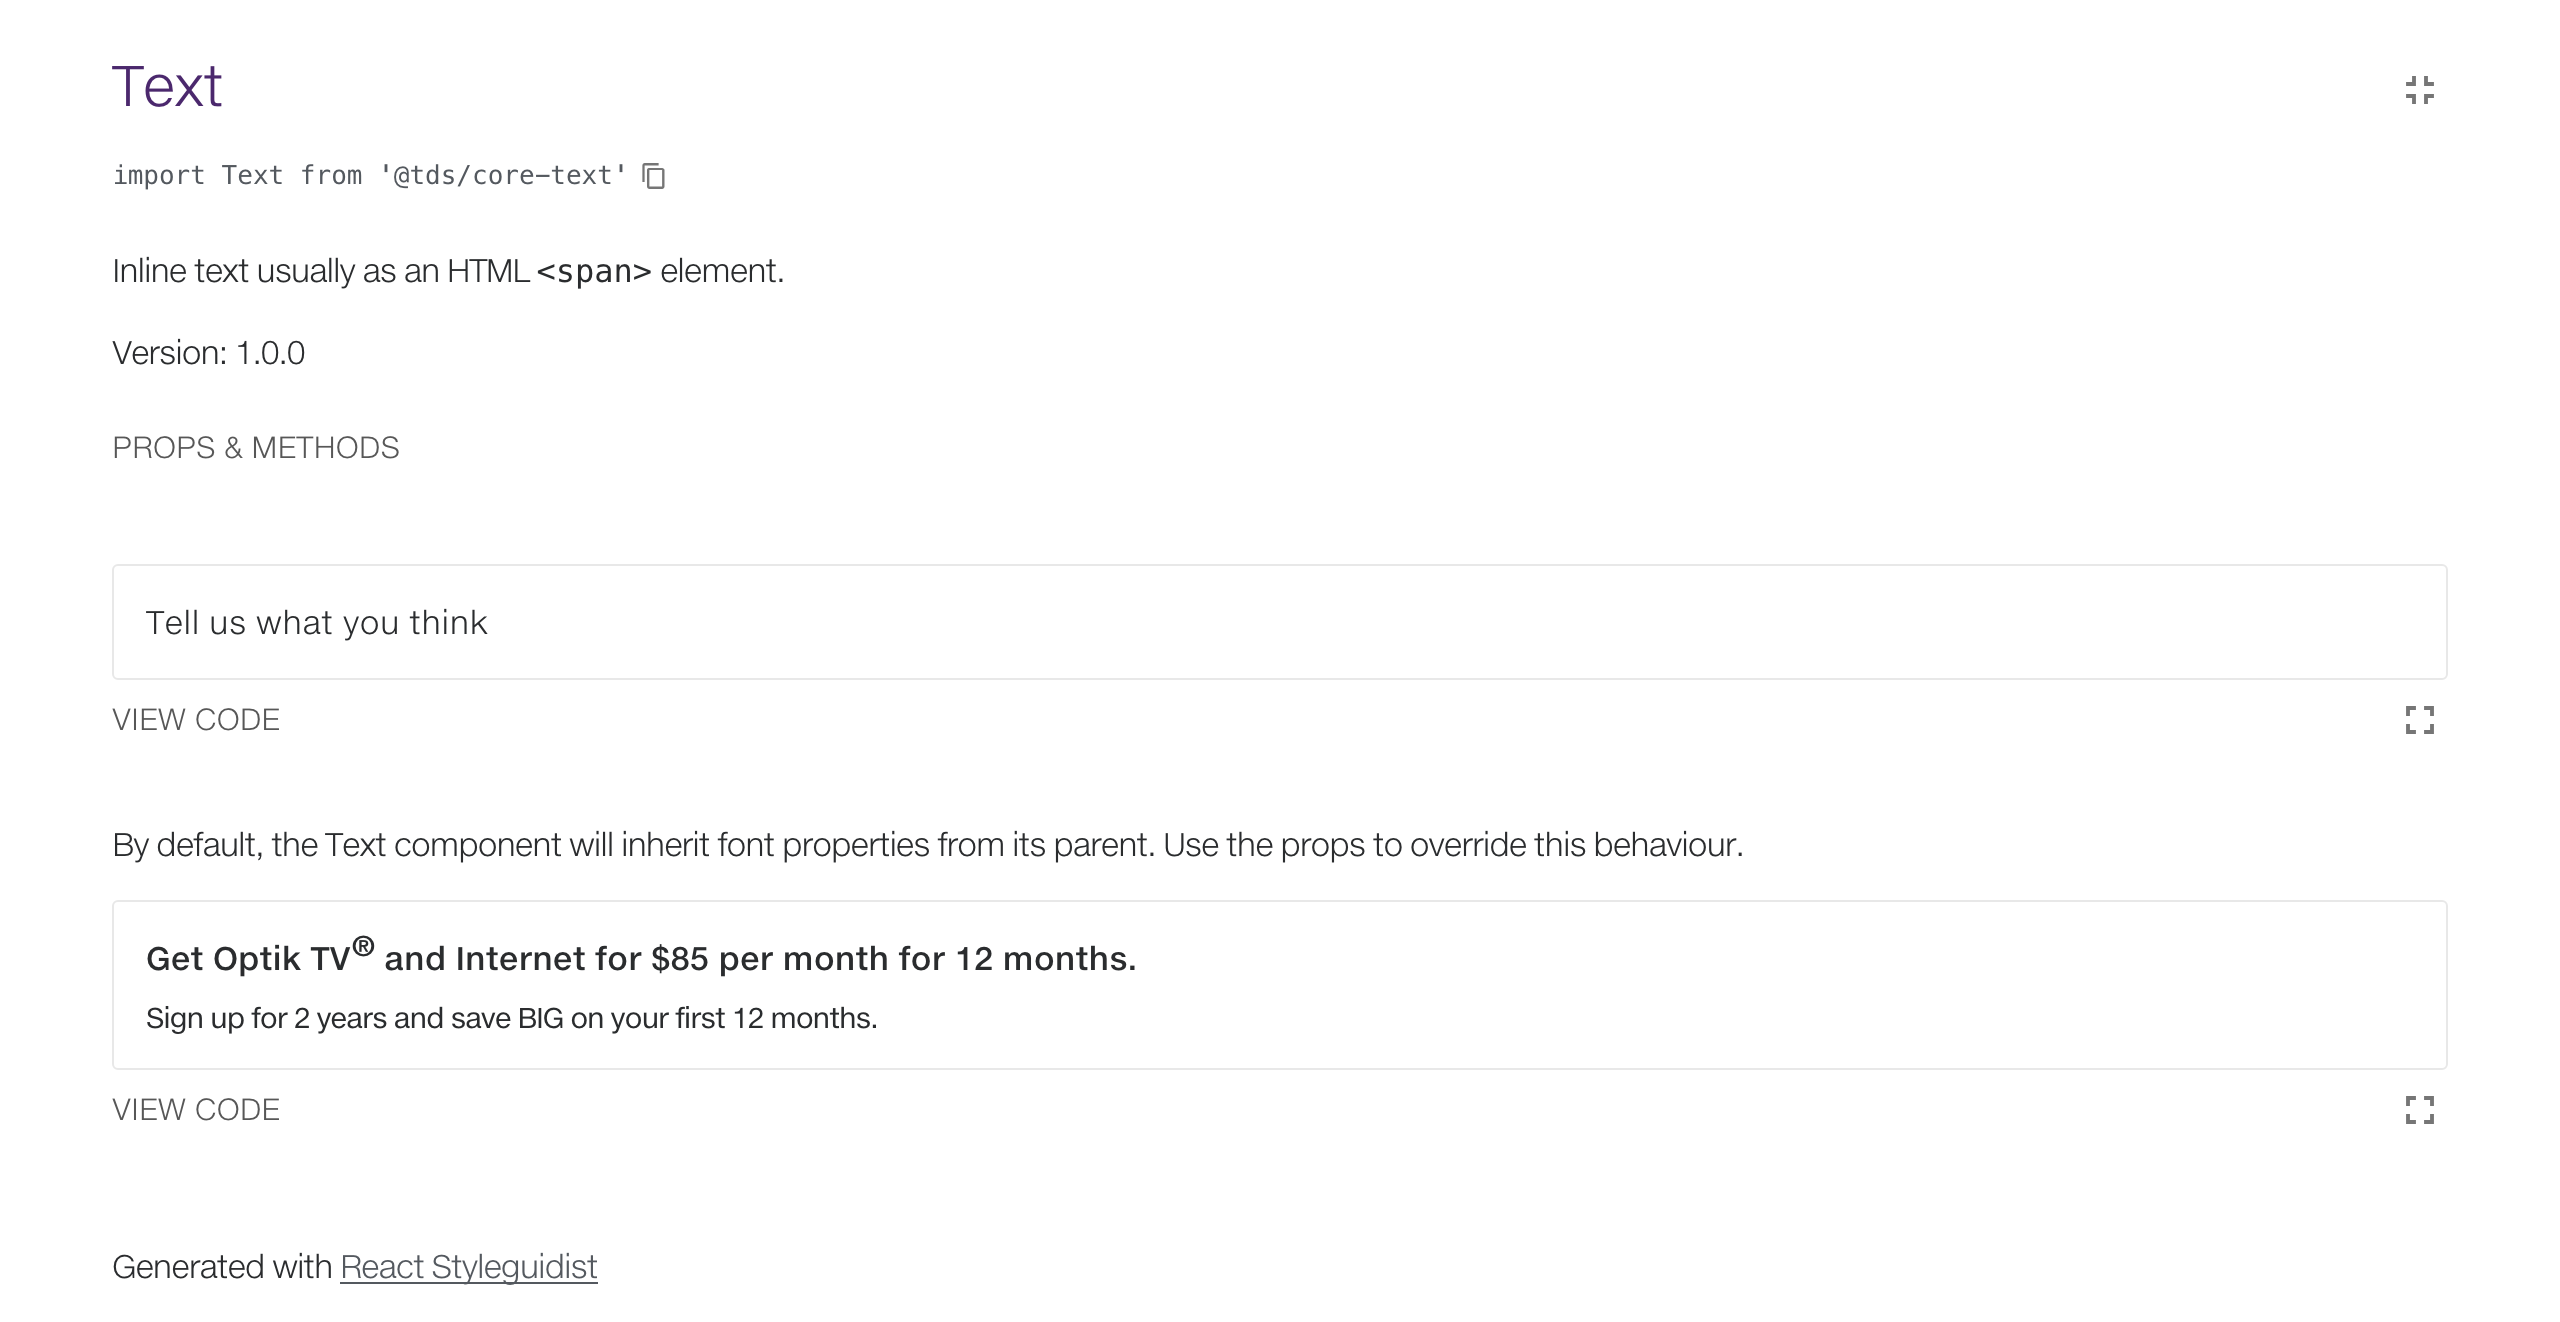 Text
import Text from '@tds/core-text'
Inline text usually as an HTML <span> element.
Version: 1.0.0
PROPS & METHODS
Tell us what you think
VIEW CODE
By default, the Text component will inherit font properties from its parent. Use the props to override this behaviour.
Get Optik TV® and Internet for $85 per month for 12 months.
Sign up for 2 years and save BIG on your first 12 months.
VIEW CODE
Generated with React Styleguidist